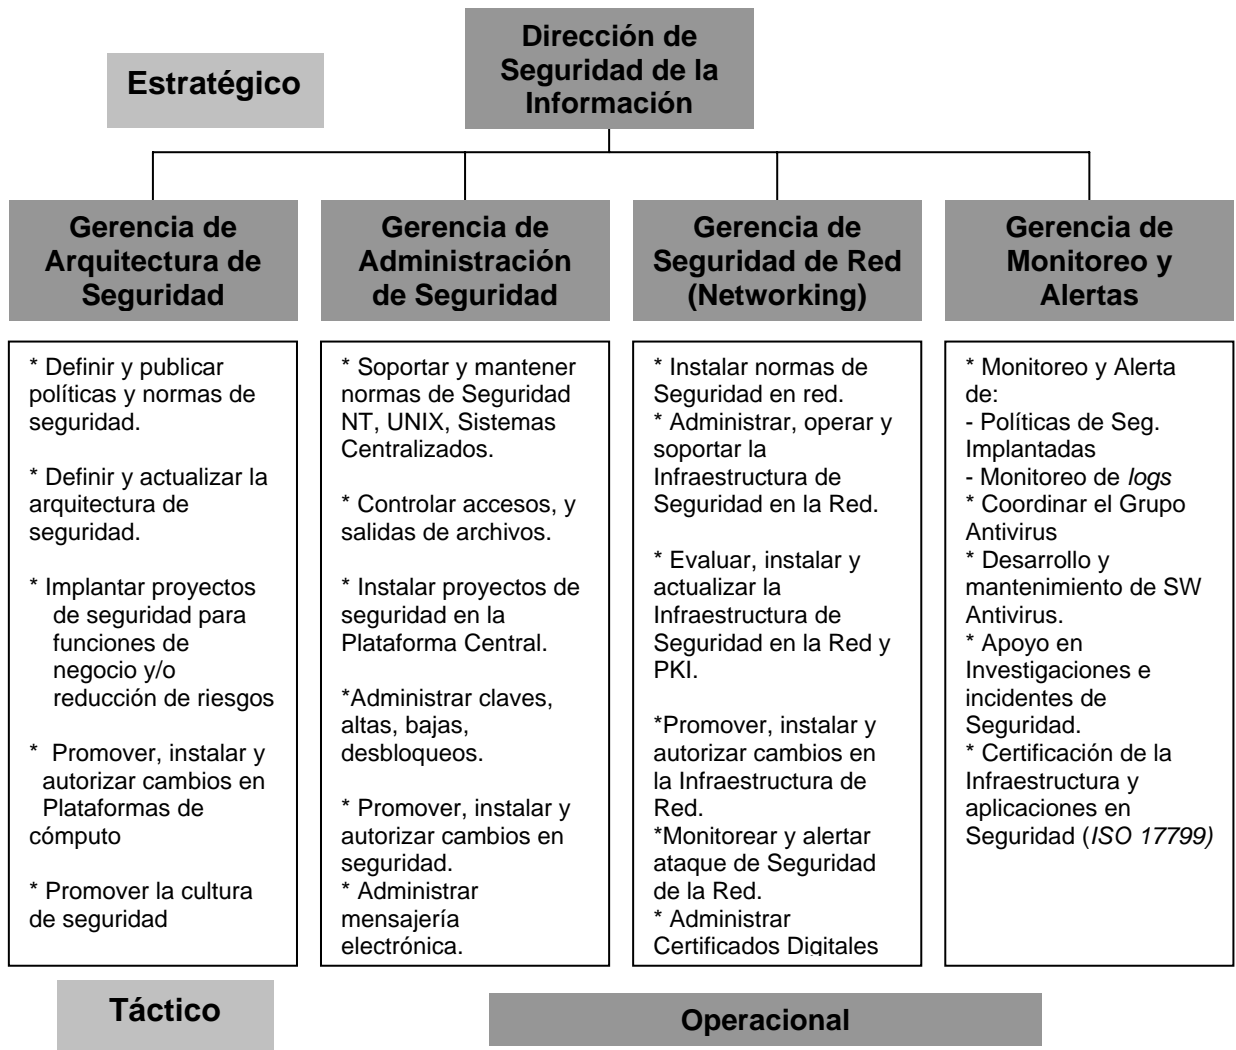 Dirección de
Seguridad de la
Información
Estratégico
Gerencia de
Arquitectura de
Seguridad
Gerencia de
Administración
de Seguridad
Gerencia de
Seguridad de Red
(Networking)
Gerencia de
Monitoreo y
Alertas
* Definir y publicar
políticas y normas de
seguridad.
* Definir y actualizar la
arquitectura de
seguridad.
* Implantar proyectos
de seguridad para
funciones de
negocio y/o
reducción de riesgos
* Promover, instalar y
autorizar cambios en
Plataformas de
cómputo
* Promover la cultura
de seguridad
* Soportar y mantener
normas de Seguridad
NT, UNIX, Sistemas
Centralizados.
* Controlar accesos, y
salidas de archivos.
* Instalar proyectos de
seguridad en la
Plataforma Central.
*Administrar claves,
altas, bajas,
desbloqueos.
* Promover, instalar y
autorizar cambios en
seguridad.
* Administrar
mensajería
electrónica.
* Instalar normas de
Seguridad en red.
* Administrar, operar y
soportar la
Infraestructura de
Seguridad en la Red.
* Evaluar, instalar y
actualizar la
Infraestructura de
Seguridad en la Red y
PKI.
*Promover, instalar y
autorizar cambios en
la Infraestructura de
Red.
*Monitorear y alertar
ataque de Seguridad
de la Red.
* Administrar
Certificados Digitales
* Monitoreo y Alerta
de:
- Políticas de Seg.
Implantadas
- Monitoreo de logs
* Coordinar el Grupo
Antivirus
* Desarrollo y
mantenimiento de SW
Antivirus.
* Apoyo en
Investigaciones e
incidentes de
Seguridad.
* Certificación de la
Infraestructura y
aplicaciones en
Seguridad (ISO 17799)
Táctico
Operacional